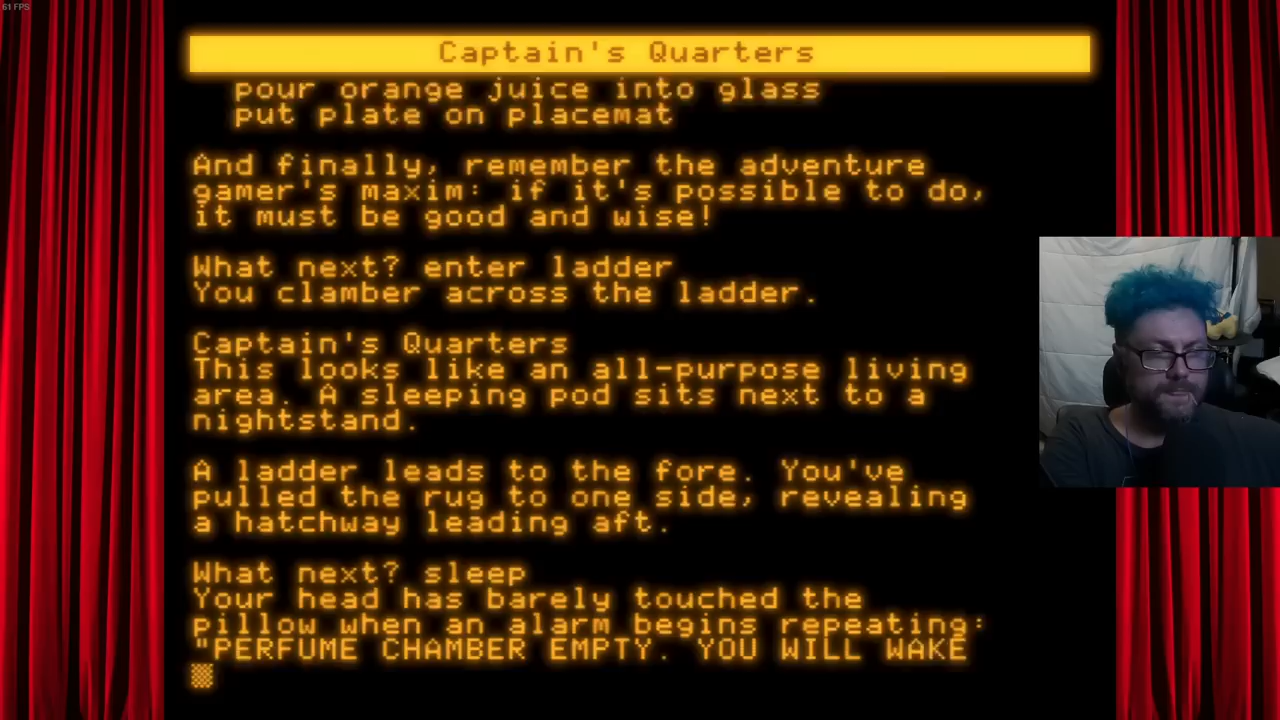 61 FPS
Captain's Quarters
pour orange juice into glass
put plate on placemat
And finally, remember the adventure
gamer's maxim: if it's possible to do,
it must be good and wise!
What next? enter ladder
You clamber across the ladder.
Captain's Quarters
This looks like an all-purpose living
area. A sleeping pod sits next to a
nightstand.
A ladder leads to the fore. You've
pulled the rug to one side, revealing
a hatchway leading aft.
What next? sleep
Your head has barely touched the
pillow when an alarm begins repeating:
"PERFUME CHAMBER EMPTY. YOU WILL WAKE